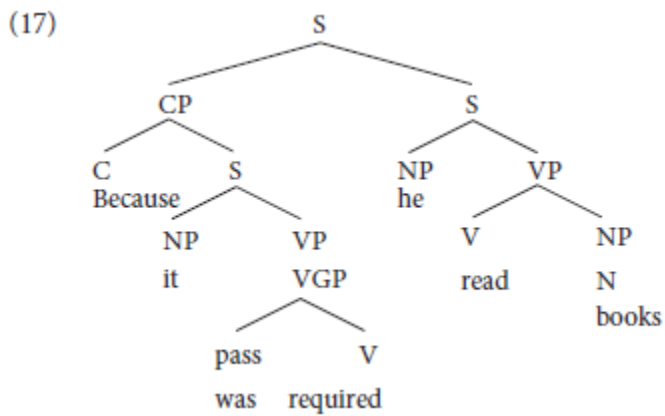 (17) S
CP S
C S NP VP
Because he
NP VP V NP
it VGP read N
books
pass V
was required